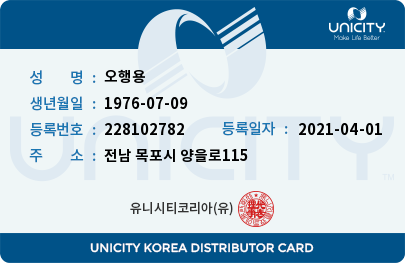 UNICITY
Make Life Better
UNICITY
성 명 : 오행용
생년월일 : 1976-07-09
등록번호 : 228102782 등록일자 : 2021-04-01
주 소 : 전남 목포시 양을로115
유니시티코리아(유)
UNICITY KOREA DISTRIBUTOR CARD